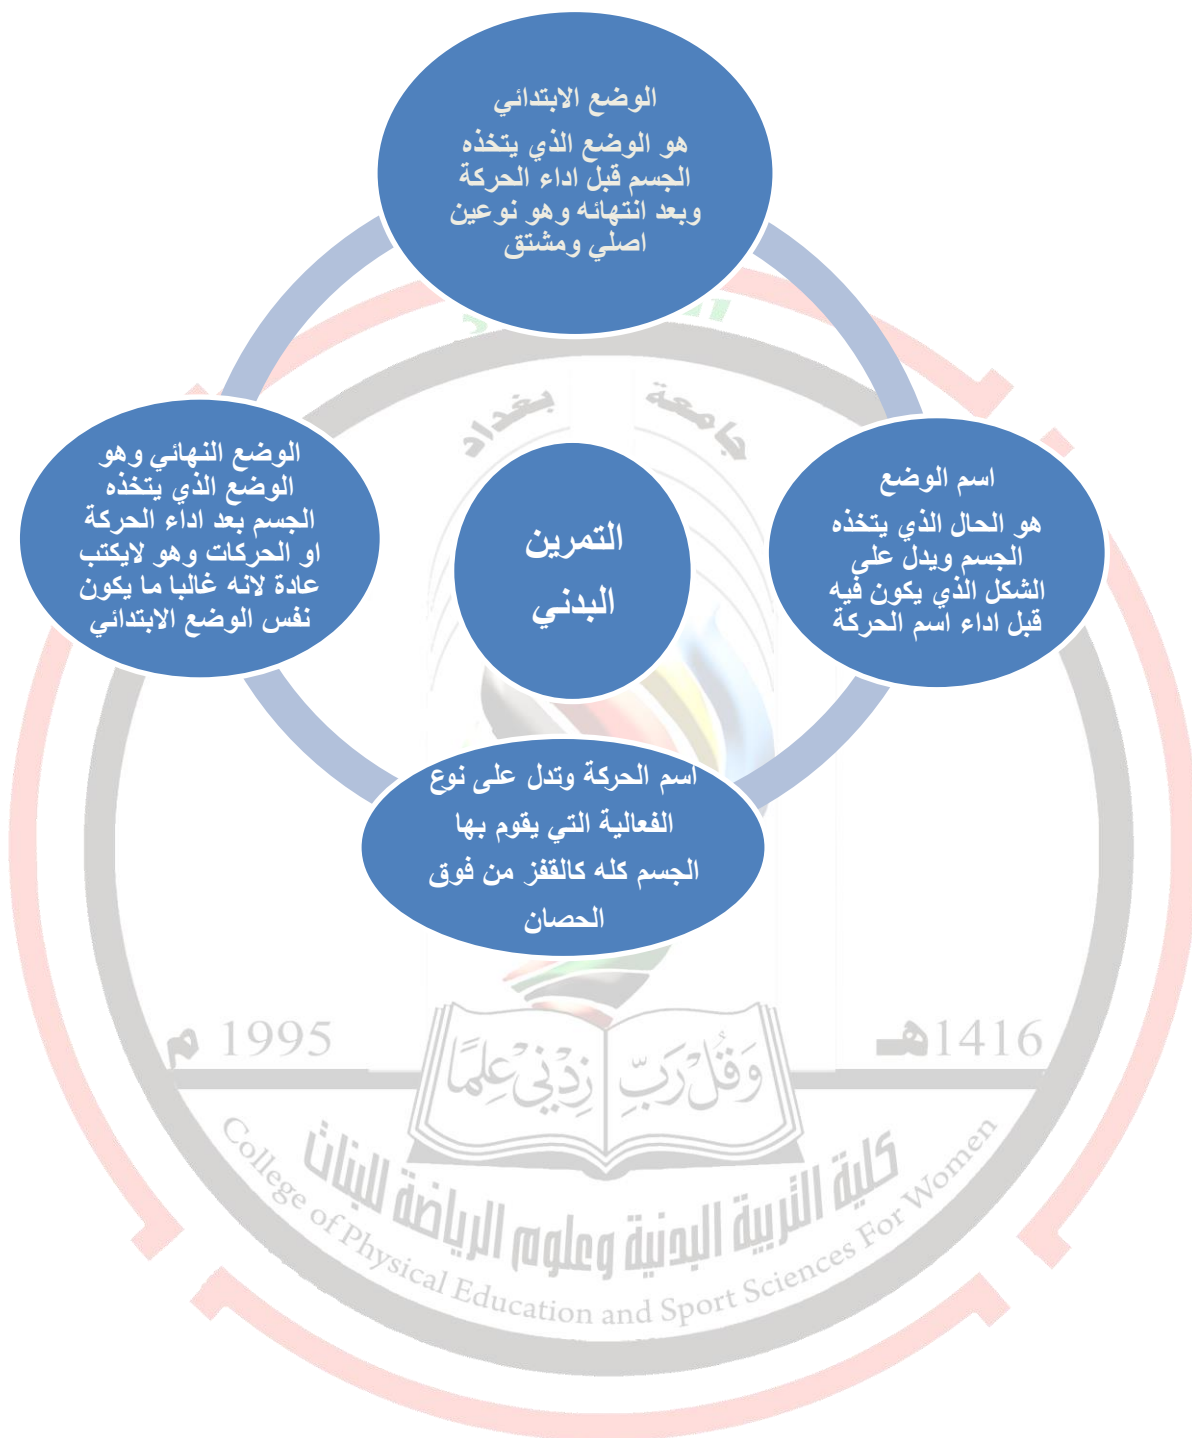 الوضع الابتدائي
هو الوضع الذي يتخذه
الجسم قبل اداء الحركة
وبعد انتهائه وهو نوعين
اصلي ومشتق
اسم الوضع
هو الحال الذي يتخذه
الجسم ويدل على
الشكل الذي يكون فيه
قبل اداء اسم الحركة
التمرين
البدني
الوضع النهائي وهو
الوضع الذي يتخذه
الجسم بعد اداء الحركة
او الحركات وهو لايكتب
عادة لانه غالبا ما يكون
نفس الوضع الابتدائي
اسم الحركة وتدل على نوع
الفعالية التي يقوم بها
الجسم كله كالقفز من فوق
الحصان
جامعة بغداد
1416هـ
1995 م
وَقُلْ رَبِّ زِدْنِي عِلْمًا
كلية التربية البدنية وعلوم الرياضة للبنات
College of Physical Education and Sport Sciences For Women